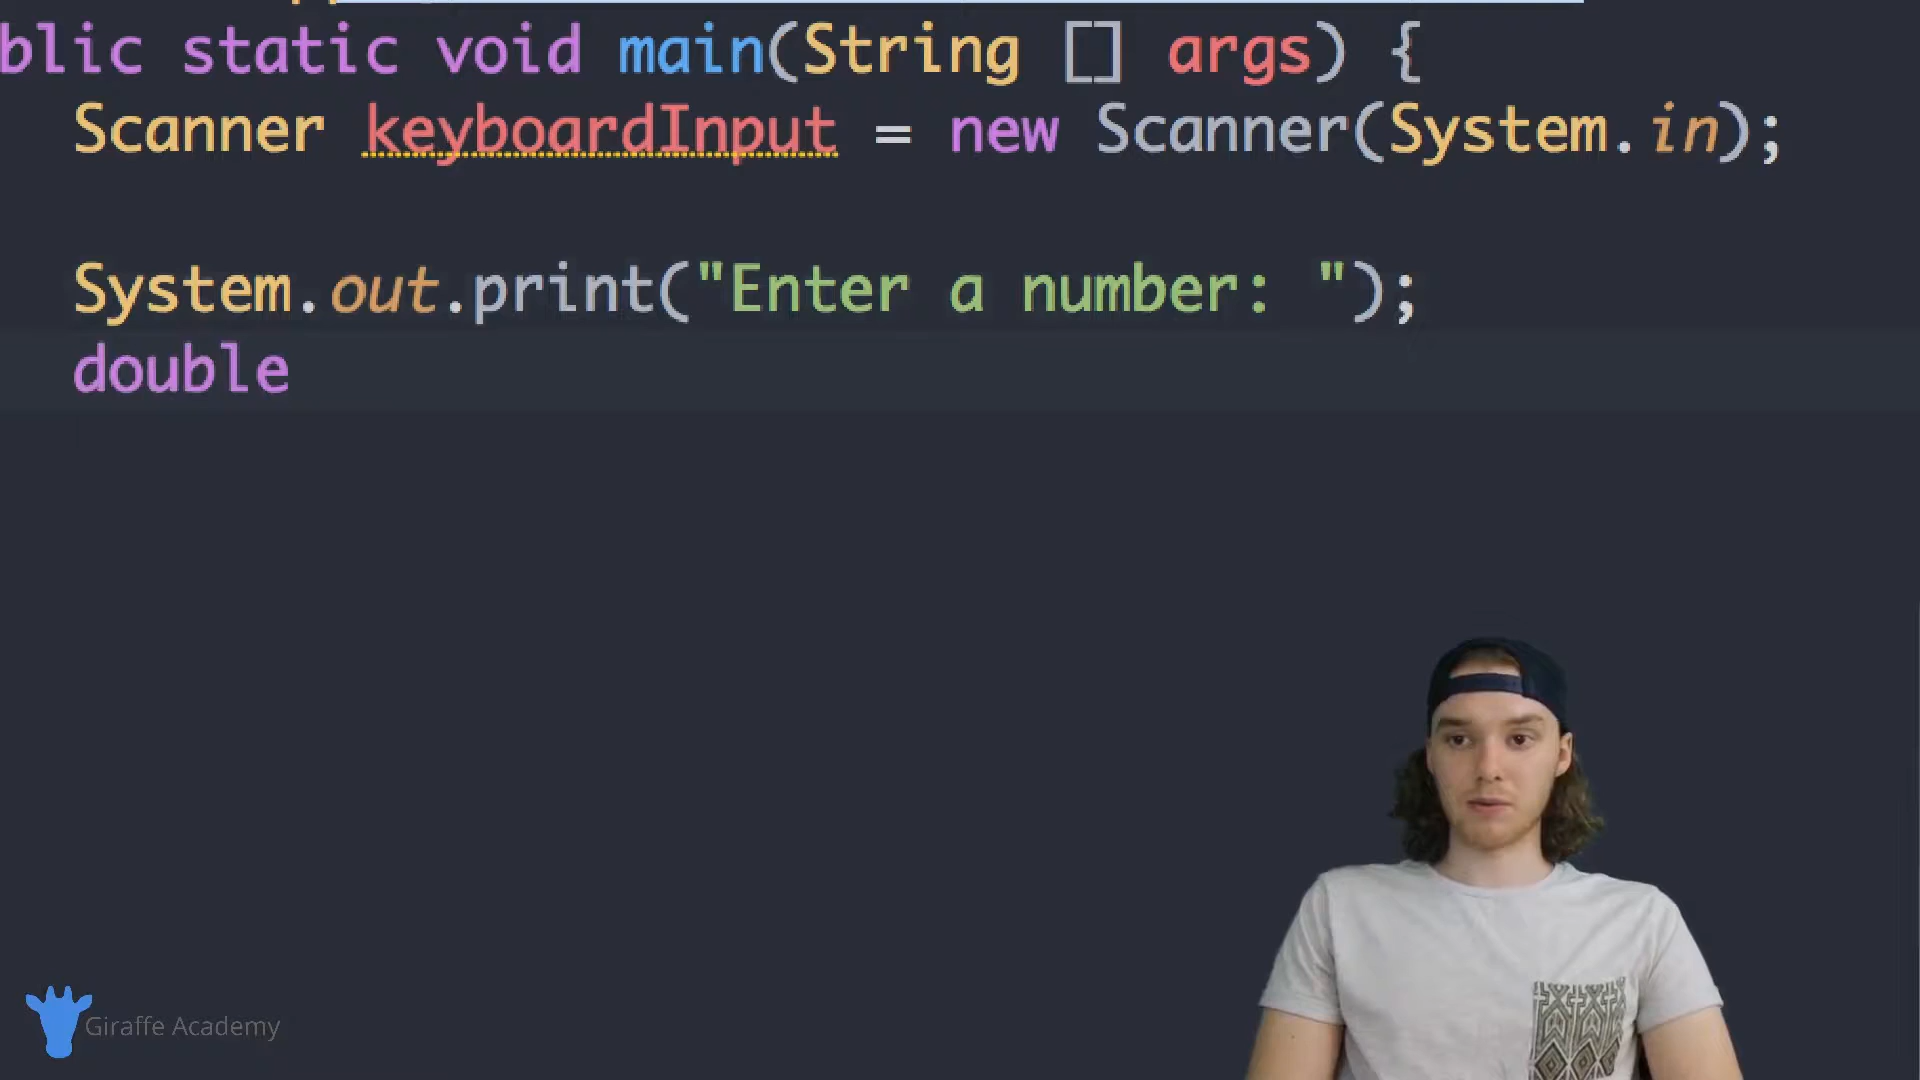 blic static void main(String [] args) {
Scanner keyboardInput = new Scanner(System.in);
System.out.print("Enter a number: ");
double
Giraffe Academy